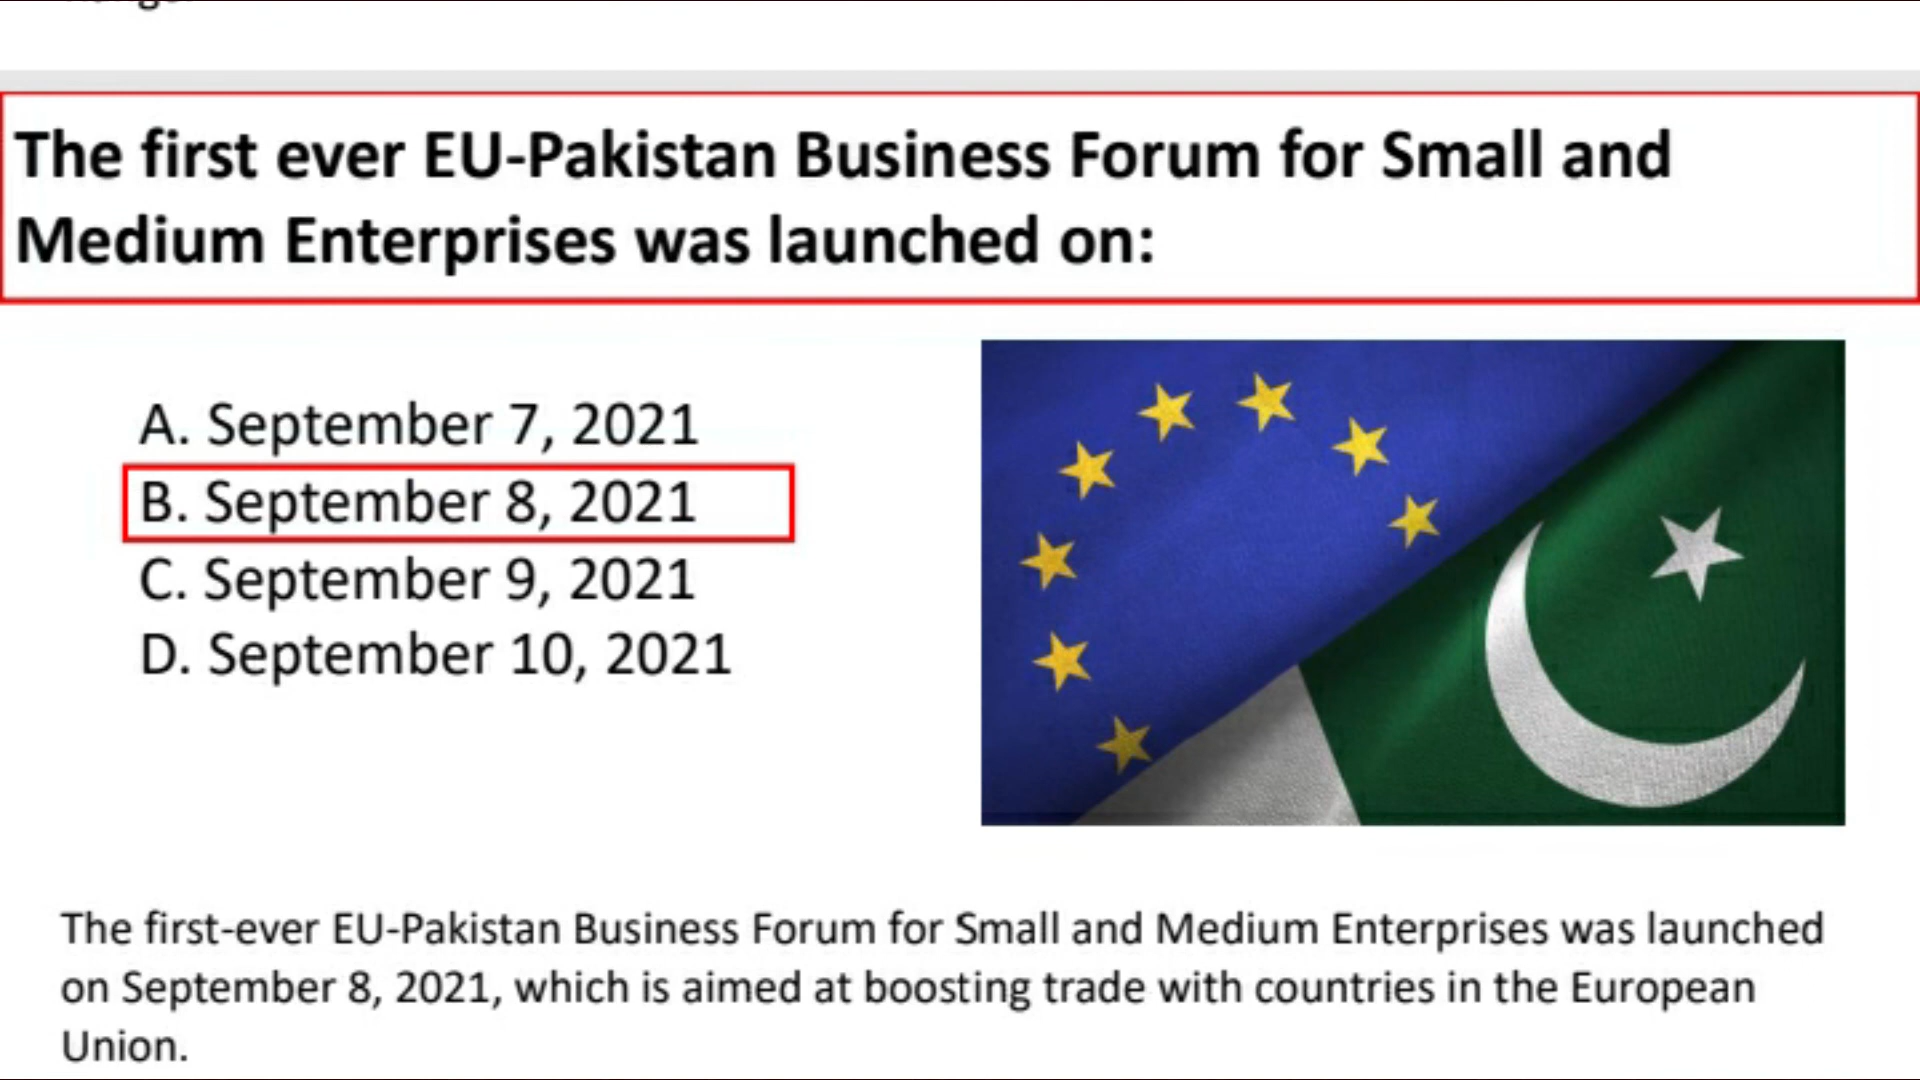 The first ever EU-Pakistan Business Forum for Small and
Medium Enterprises was launched on:
A. September 7, 2021
B. September 8, 2021
C. September 9, 2021
D. September 10, 2021
The first-ever EU-Pakistan Business Forum for Small and Medium Enterprises was launched
on September 8, 2021, which is aimed at boosting trade with countries in the European
Union.